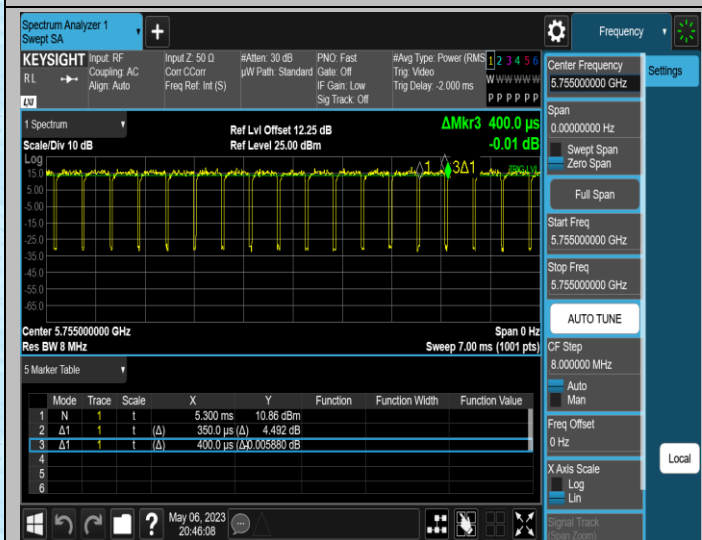 Spectrum Analyzer 1
Swept SA
Frequency
KEYSIGHT
RL
LXI
Input: RF
Coupling: AC
Align: Auto
Input Z: 50 Ω
Corr CCorr
Freq Ref: Int (S)
#Atten: 30 dB
µW Path: Standard
PNO: Fast
Gate: Off
IF Gain: Low
Sig Track: Off
#Avg Type: Power (RMS
Trig: Video
Trig Delay: -2.000 ms
1 2 3 4 5 6
W W W W W W
P P P P P P
1 Spectrum
Scale/Div 10 dB
Ref Lvl Offset 12.25 dB
Ref Level 25.00 dBm
ΔMkr3 400.0 µs
-0.01 dB
Log
15.0
5.00
-5.00
-15.0
-25.0
-35.0
-45.0
-55.0
-65.0
1
3Δ1
TRIG LVL
Center 5.755000000 GHz
Span 0 Hz
Res BW 8 MHz
Sweep 7.00 ms (1001 pts)
5 Marker Table
Mode Trace Scale X Y Function Function Width Function Value
1 N 1 t 5.300 ms 10.86 dBm
2 Δ1 1 t (Δ) 350.0 µs (Δ) 4.492 dB
3 Δ1 1 t (Δ) 400.0 µs (Δ) -0.005880 dB
4
5
6
May 06, 2023
20:46:08
Center Frequency
5.755000000 GHz
Settings
Span
0.00000000 Hz
Swept Span
Zero Span
Full Span
Start Freq
5.755000000 GHz
Stop Freq
5.755000000 GHz
AUTO TUNE
CF Step
8.000000 MHz
Auto
Man
Freq Offset
0 Hz
X Axis Scale
Log
Lin
Signal Track
(Span Zoom)
Local